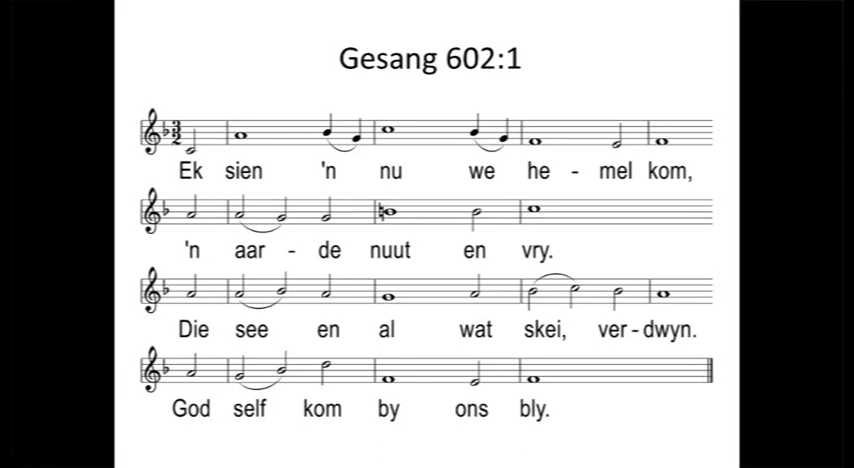 Gesang 602:1
Ek sien 'n nu we he - mel kom,
'n aar - de nuut en vry.
Die see en al wat skei, ver - dwyn.
God self kom by ons bly.